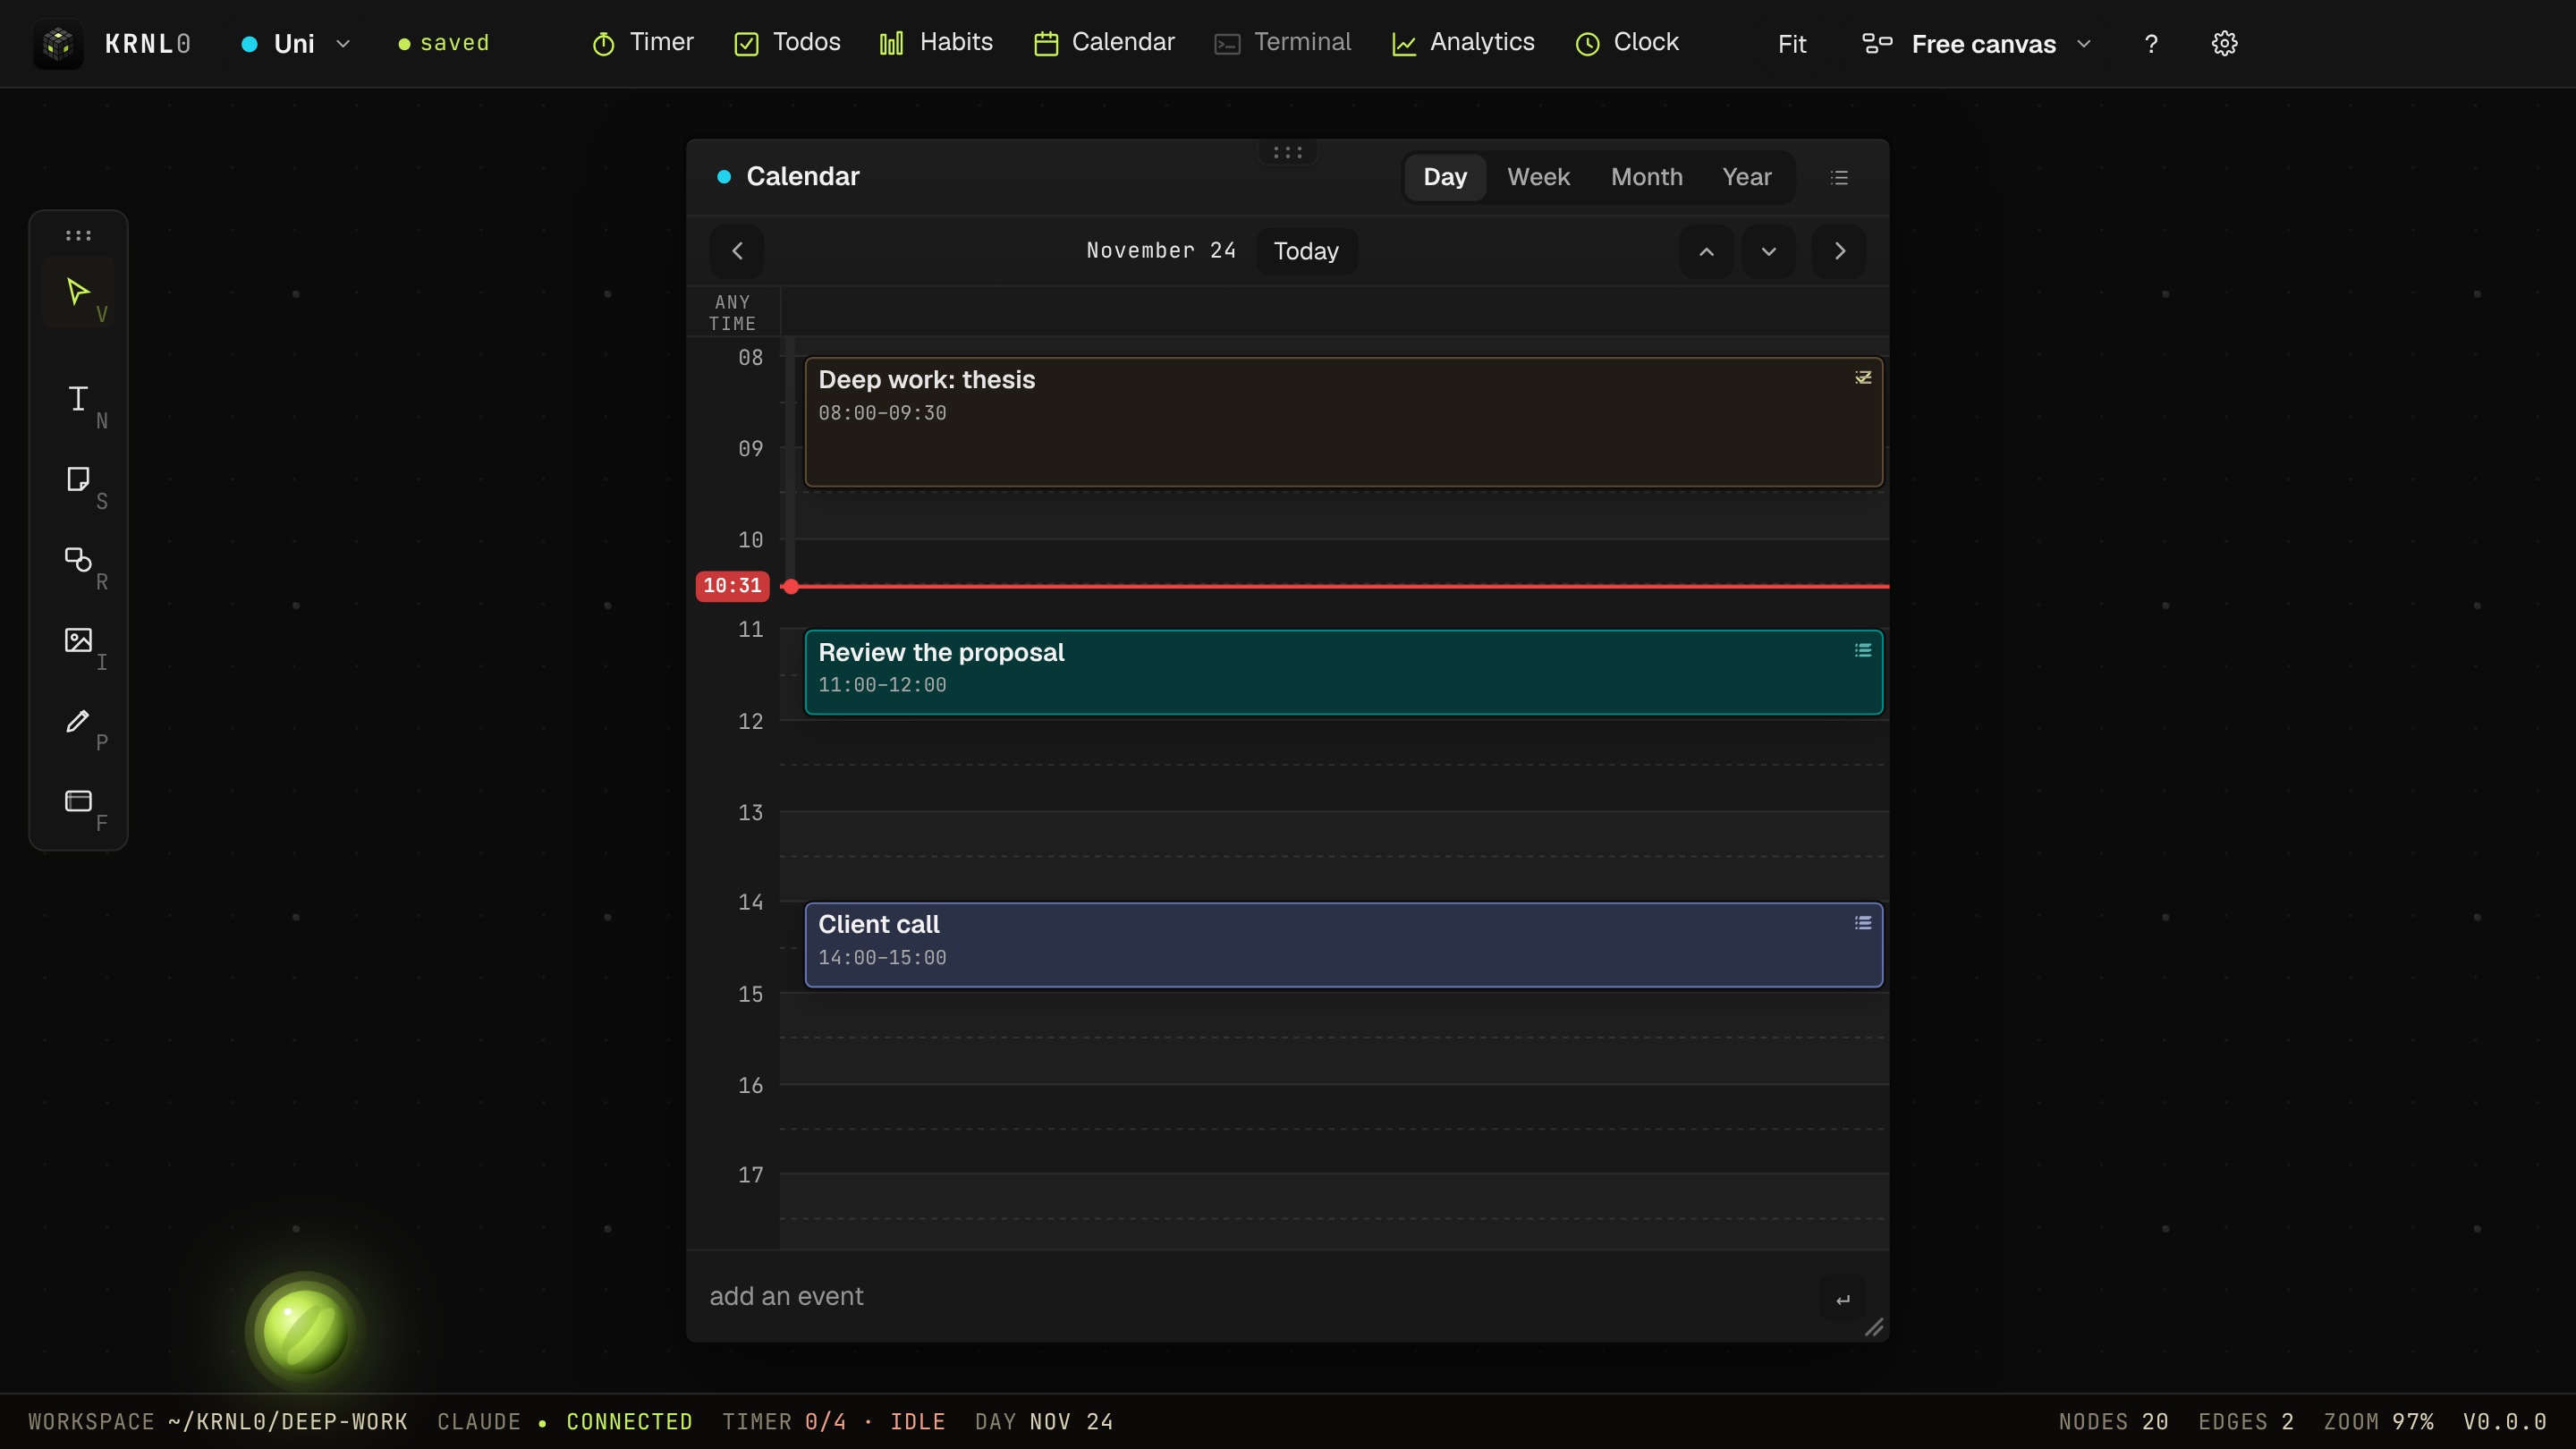 KRNL0 Uni saved Timer Todos Habits Calendar Terminal Analytics Clock Fit Free canvas ?
Calendar Day Week Month Year
November 24 Today
ANY
TIME
08
Deep work: thesis
08:00–09:30
09
10
10:31
11
Review the proposal
11:00–12:00
12
13
14
Client call
14:00–15:00
15
16
17
add an event
V
N
S
R
I
P
F
WORKSPACE ~/KRNL0/DEEP-WORK CLAUDE • CONNECTED TIMER 0/4 · IDLE DAY NOV 24 NODES 20 EDGES 2 ZOOM 97% V0.0.0